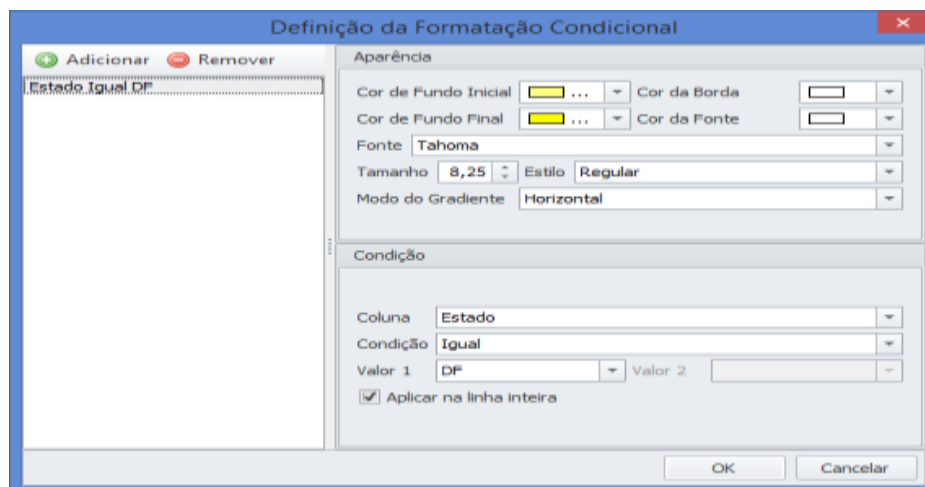 Definição da Formatação Condicional
Adicionar Remover
Estado Igual DF
Aparência
Cor de Fundo Inicial ... Cor da Borda
Cor de Fundo Final ... Cor da Fonte
Fonte Tahoma
Tamanho 8,25 Estilo Regular
Modo do Gradiente Horizontal
Condição
Coluna Estado
Condição Igual
Valor 1 DF Valor 2
Aplicar na linha inteira
OK Cancelar